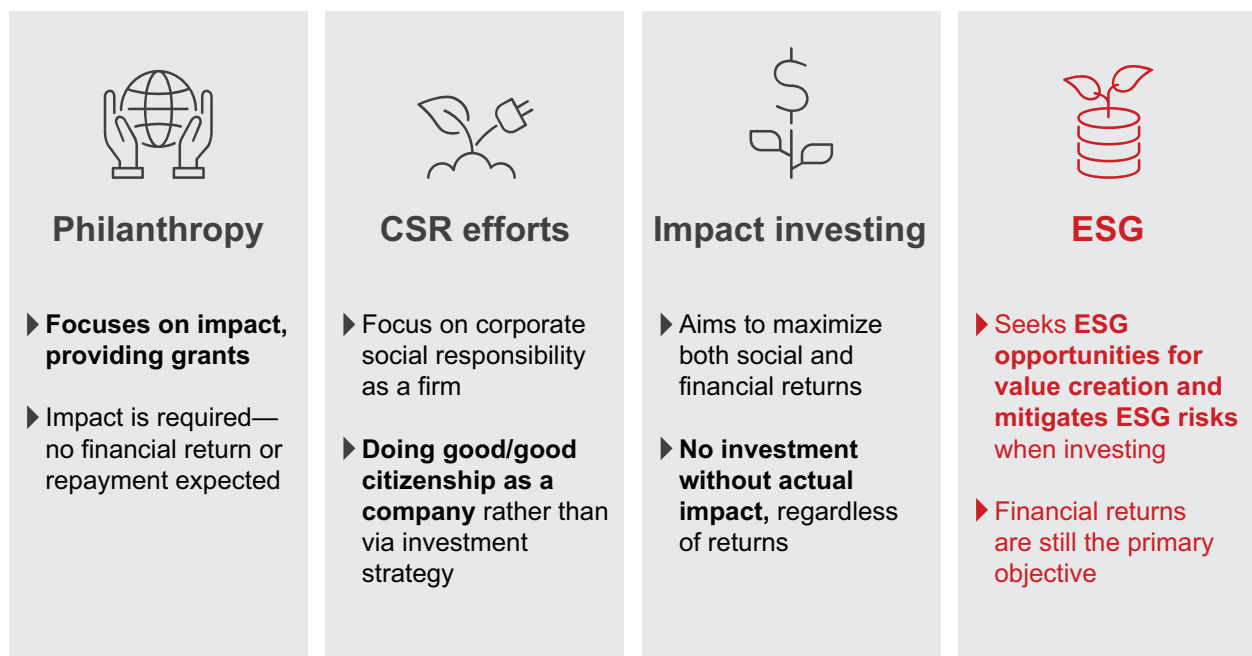 Philanthropy
Focuses on impact,
providing grants
Impact is required—
no financial return or
repayment expected
CSR efforts
Focus on corporate
social responsibility
as a firm
Doing good/good
citizenship as a
company rather than
via investment
strategy
Impact investing
Aims to maximize
both social and
financial returns
No investment
without actual
impact, regardless
of returns
ESG
Seeks ESG
opportunities for
value creation and
mitigates ESG risks
when investing
Financial returns
are still the primary
objective